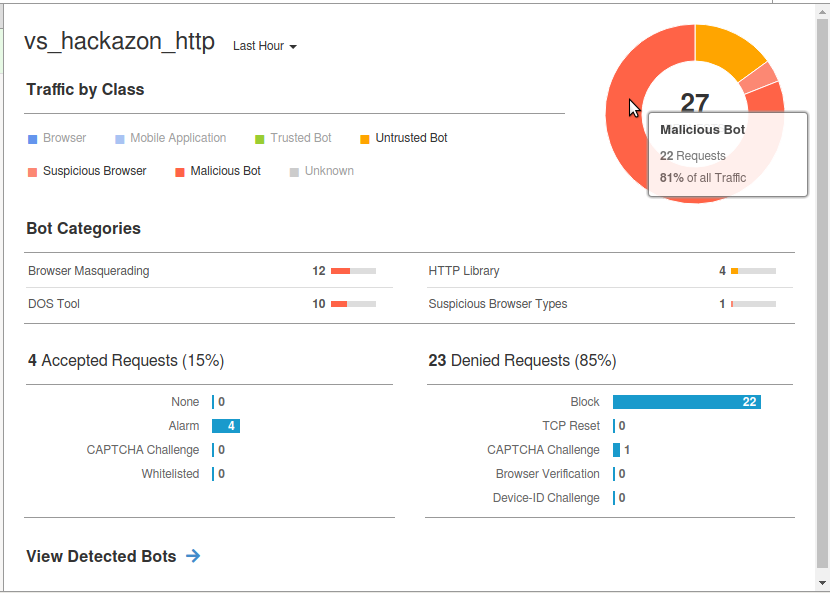 vs_hackazon_http Last Hour
Traffic by Class
27
Browser Mobile Application Trusted Bot Untrusted Bot
Suspicious Browser Malicious Bot Unknown
Malicious Bot
22 Requests
81% of all Traffic
Bot Categories
Browser Masquerading 12 HTTP Library 4
DOS Tool 10 Suspicious Browser Types 1
4 Accepted Requests (15%)
None 0
Alarm 4
CAPTCHA Challenge 0
Whitelisted 0
23 Denied Requests (85%)
Block 22
TCP Reset 0
CAPTCHA Challenge 1
Browser Verification 0
Device-ID Challenge 0
View Detected Bots